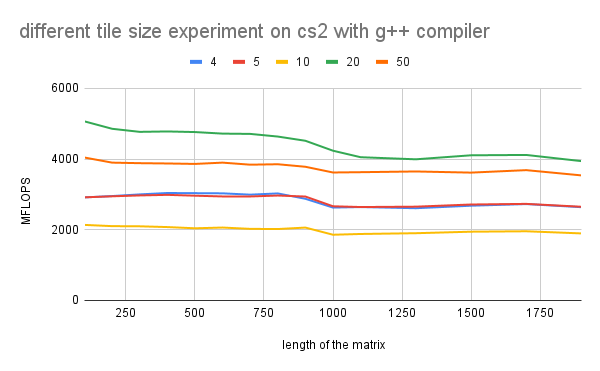 different tile size experiment on cs2 with g++ compiler
4 5 10 20 50
6000
4000
2000
0
MFLOPS
250 500 750 1000 1250 1500 1750
length of the matrix